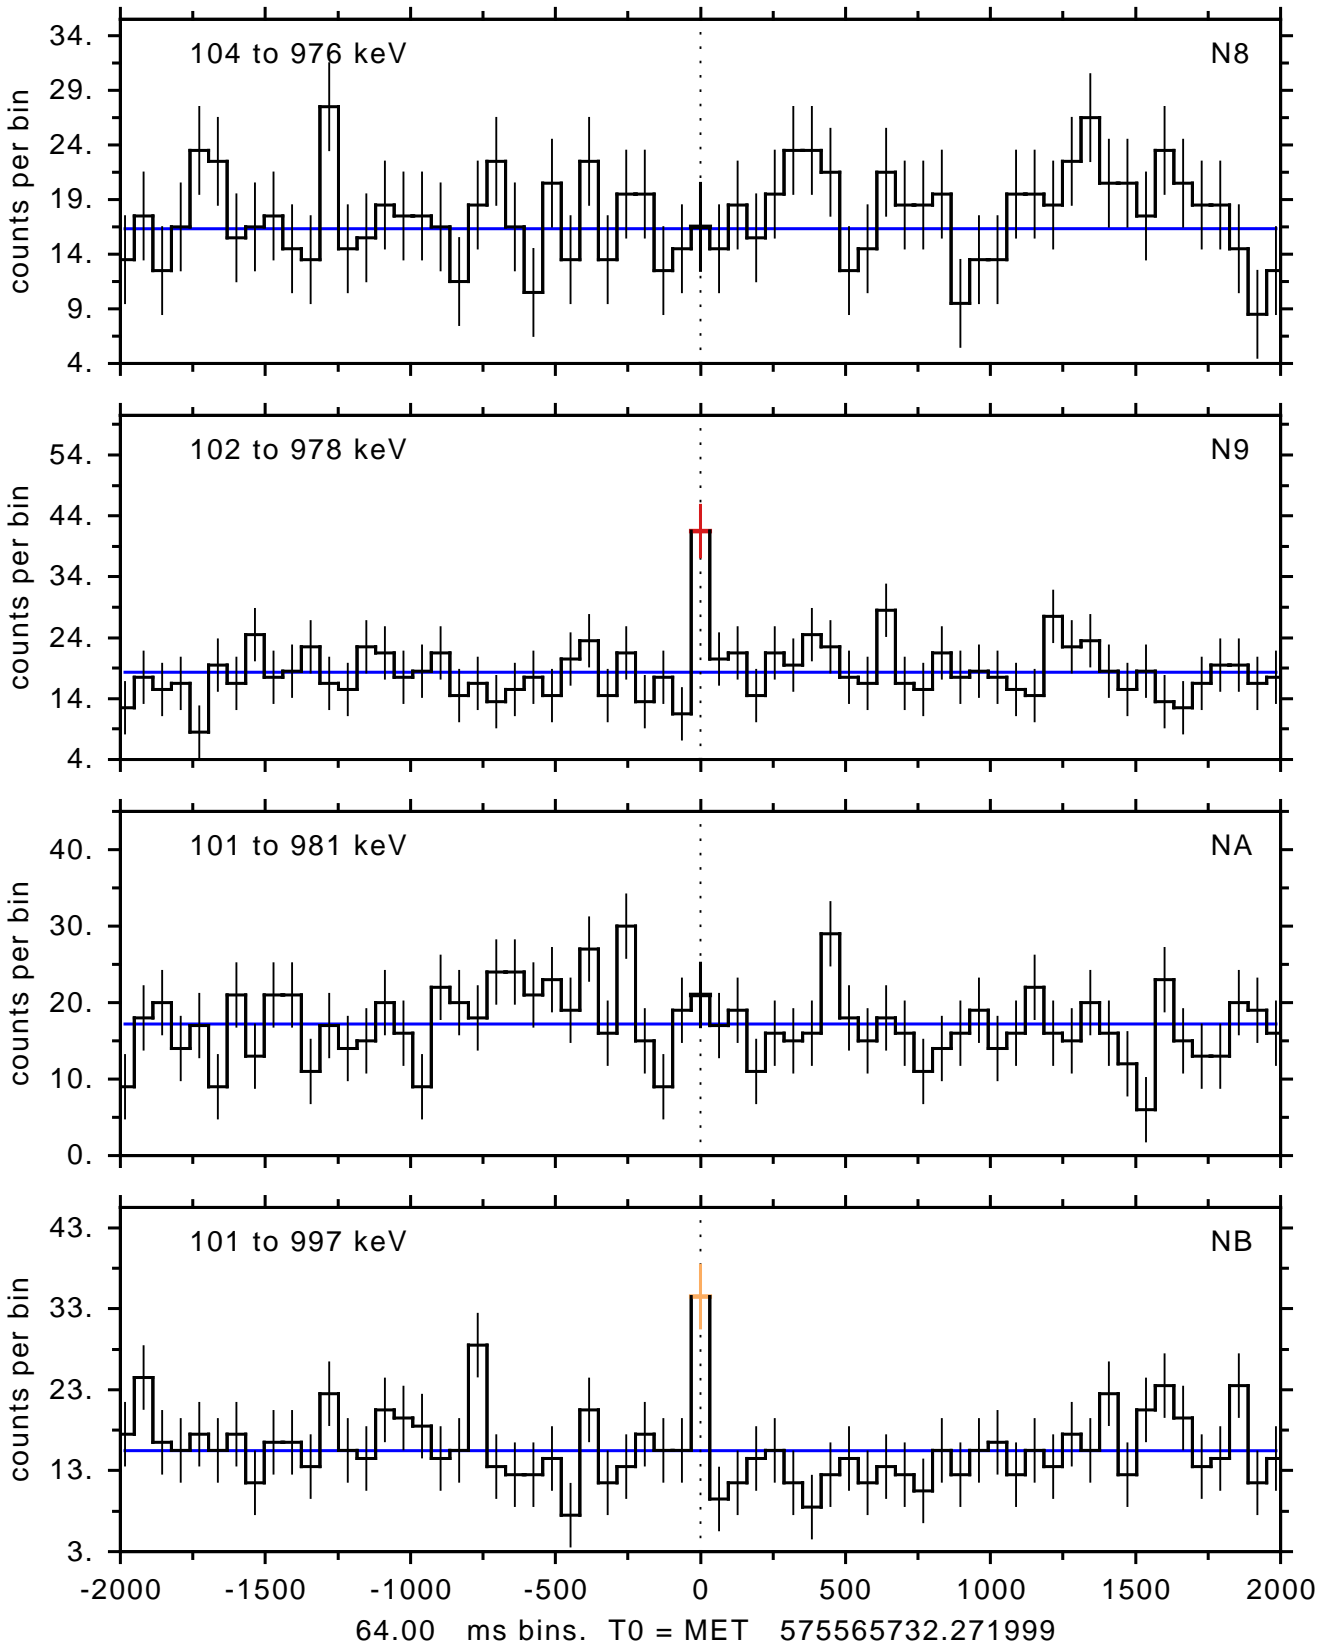 34.
29.
24.
19.
14.
9.
4.
counts per bin
104 to 976 keV
N8
54.
44.
34.
24.
14.
4.
counts per bin
102 to 978 keV
N9
40.
30.
20.
10.
0.
counts per bin
101 to 981 keV
NA
43.
33.
23.
13.
3.
counts per bin
101 to 997 keV
NB
-2000 -1500 -1000 -500 0 500 1000 1500 2000
64.00 ms bins. T0 = MET 575565732.271999